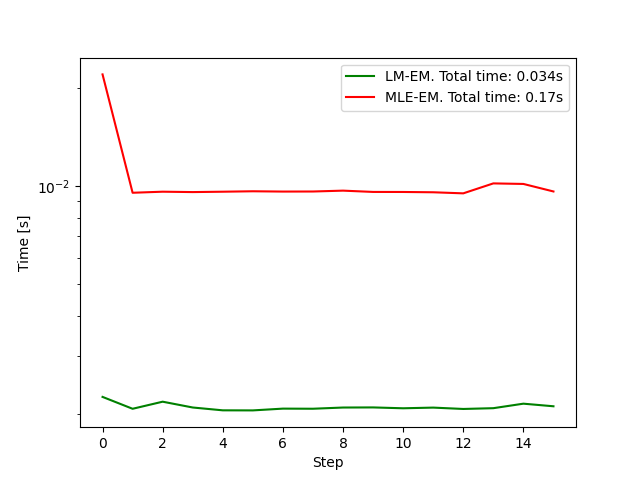 LM-EM. Total time: 0.034s
MLE-EM. Total time: 0.17s
10⁻²
Time [s]
0 2 4 6 8 10 12 14
Step